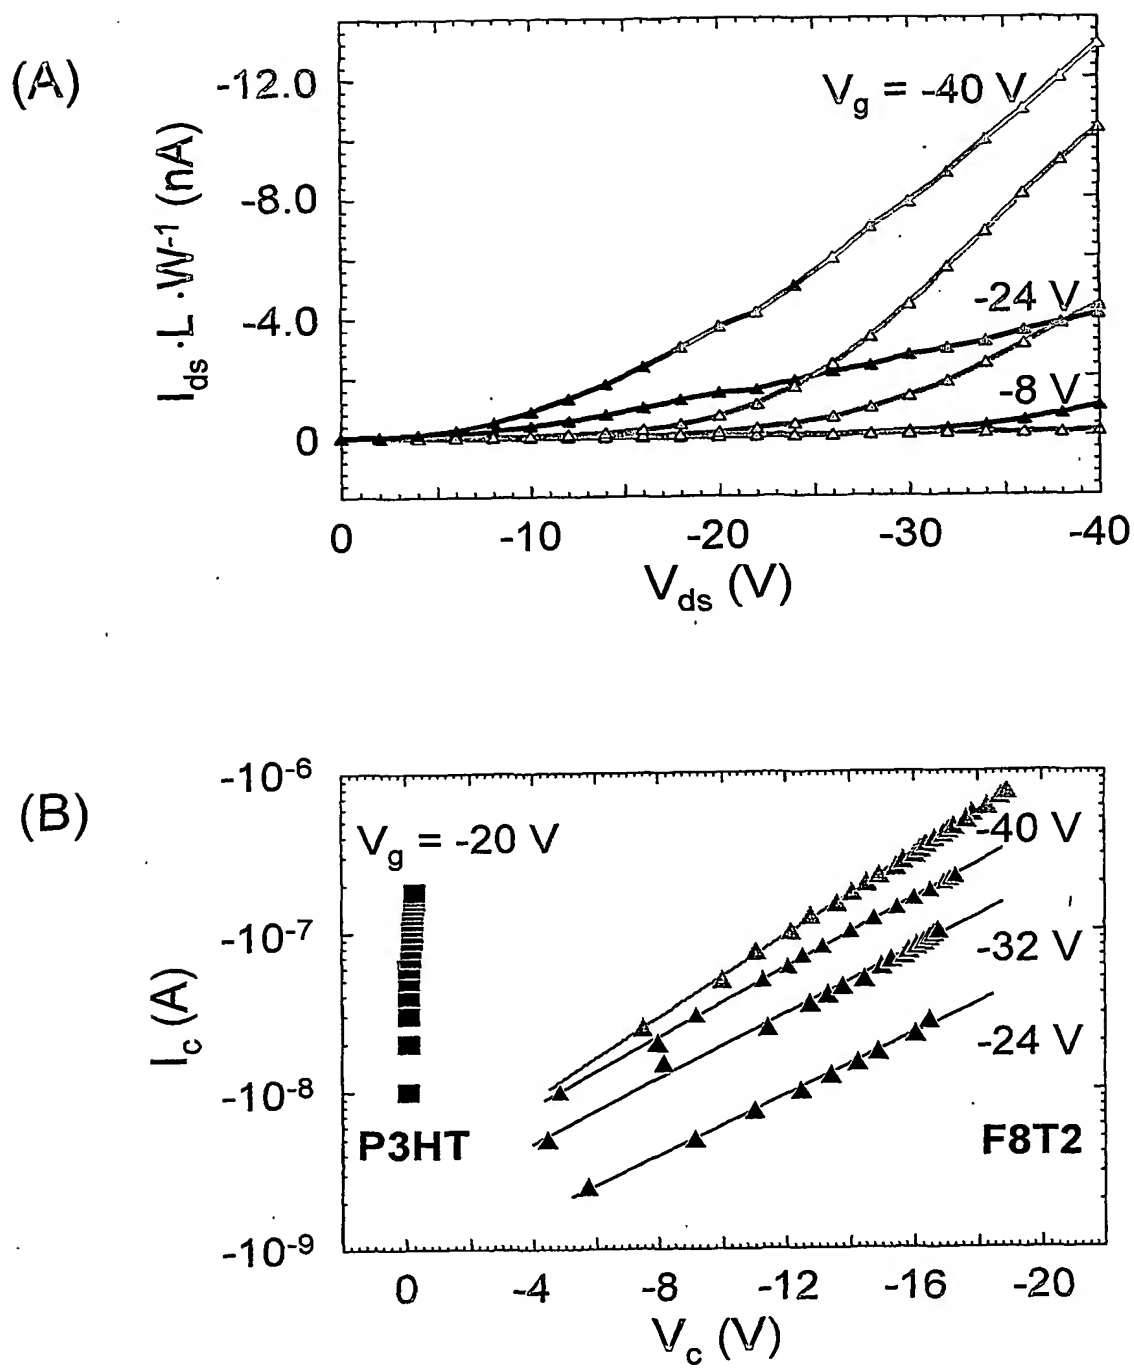 (A)
I_ds·L·W⁻¹ (nA)
-12.0
-8.0
-4.0
0
V_g = -40 V
-24 V
-8 V
0 -10 -20 -30 -40
V_ds (V)
(B)
I_c (A)
-10⁻⁶
-10⁻⁷
-10⁻⁸
-10⁻⁹
V_g = -20 V
-40 V
-32 V
-24 V
P3HT F8T2
0 -4 -8 -12 -16 -20
V_c (V)